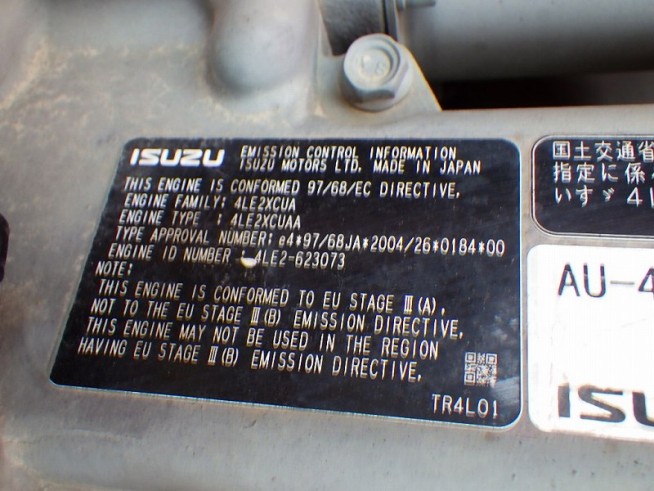 ISUZU EMISSION CONTROL INFORMATION
ISUZU MOTORS LTD. MADE IN JAPAN
THIS ENGINE IS CONFORMED 97/68/EC DIRECTIVE,
ENGINE FAMILY: 4LE2XCUA
ENGINE TYPE : 4LE2XCUAA
TYPE APPROVAL NUMBER; e4*97/68JA*2004/26*0184*00
ENGINE ID NUMBER 4LE2-623073
NOTE:
THIS ENGINE IS CONFORMED TO EU STAGE Ⅲ(A),
NOT TO THE EU STAGE Ⅲ(B) EMISSION DIRECTIVE,
THIS ENGINE MAY NOT BE USED IN THE REGION
HAVING EU STAGE Ⅲ(B) EMISSION DIRECTIVE,
TR4L01
国土交通省
指定に係
いすゞ4L
AU-4
ISU